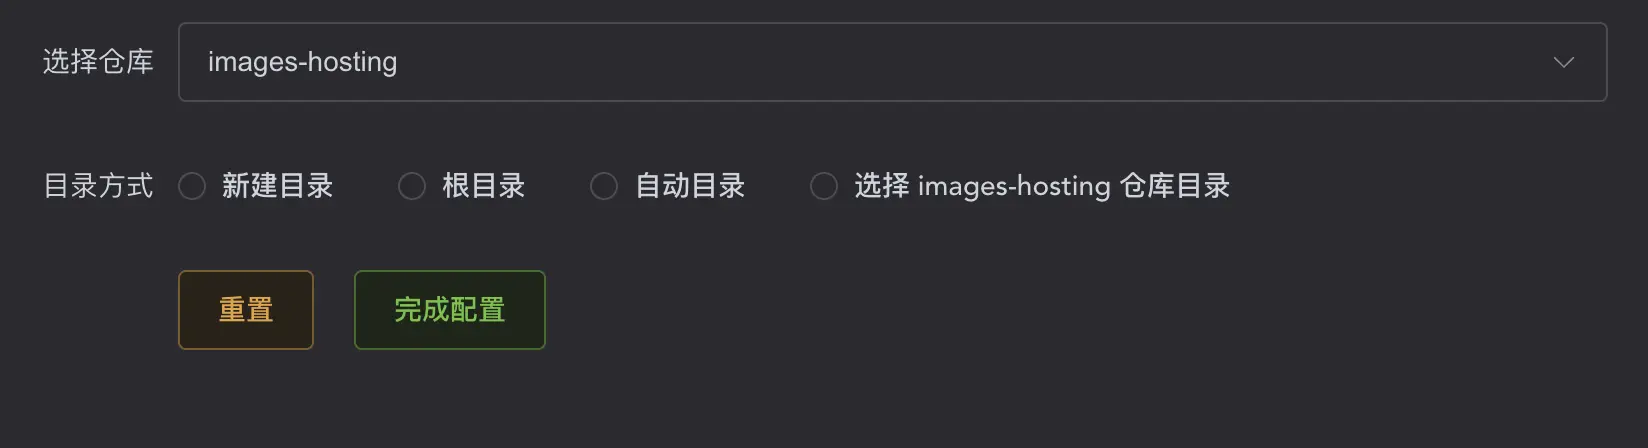 选择仓库 images-hosting
目录方式 新建目录 根目录 自动目录 选择 images-hosting 仓库目录
重置 完成配置